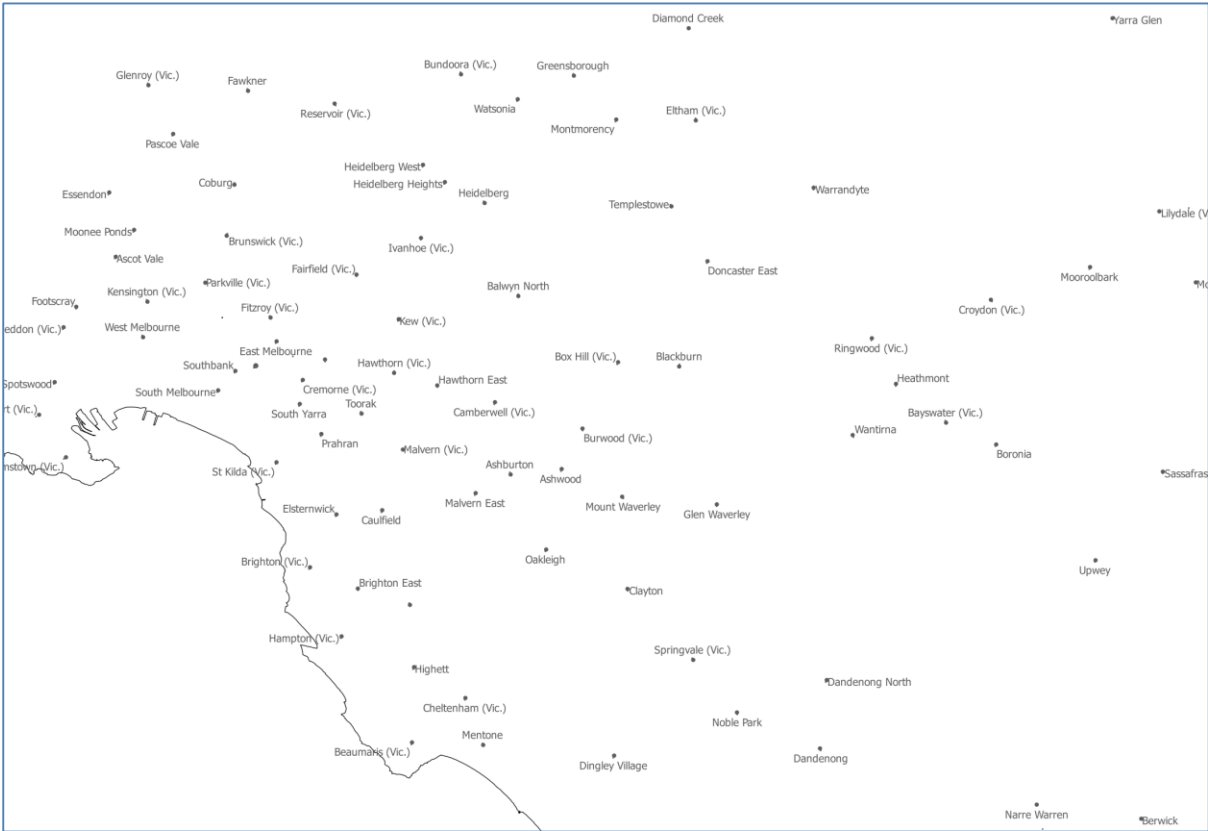 Diamond Creek
Yarra Glen
Glenroy (Vic.)
Fawkner
Bundoora (Vic.)
Greensborough
Reservoir (Vic.)
Watsonia
Eltham (Vic.)
Montmorency
Pascoe Vale
Heidelberg West
Coburg
Heidelberg Heights
Essendon
Heidelberg
Warrandyte
Templestowe
Lilydale (V
Moonee Ponds
Brunswick (Vic.)
Ivanhoe (Vic.)
Ascot Vale
Fairfield (Vic.)
Doncaster East
Mooroolbark
Parkville (Vic.)
Mo
Kensington (Vic.)
Balwyn North
Footscray
Fitzroy (Vic.)
Croydon (Vic.)
eddon (Vic.)
West Melbourne
Kew (Vic.)
Ringwood (Vic.)
East Melbourne
Box Hill (Vic.)
Blackburn
Southbank
Hawthorn (Vic.)
Hawthorn East
Spotswood
Heathmont
South Melbourne
Cremorne (Vic.)
rt (Vic.)
South Yarra
Toorak
Camberwell (Vic.)
Bayswater (Vic.)
Wantirna
Prahran
Burwood (Vic.)
Malvern (Vic.)
Boronia
mstown (Vic.)
St Kilda (Vic.)
Ashburton
Ashwood
Sassafras
Malvern East
Mount Waverley
Glen Waverley
Elsternwick
Caulfield
Oakleigh
Brighton (Vic.)
Upwey
Brighton East
Clayton
Hampton (Vic.)
Springvale (Vic.)
Highett
Dandenong North
Cheltenham (Vic.)
Noble Park
Mentone
Beaumaris (Vic.)
Dandenong
Dingley Village
Narre Warren
Berwick